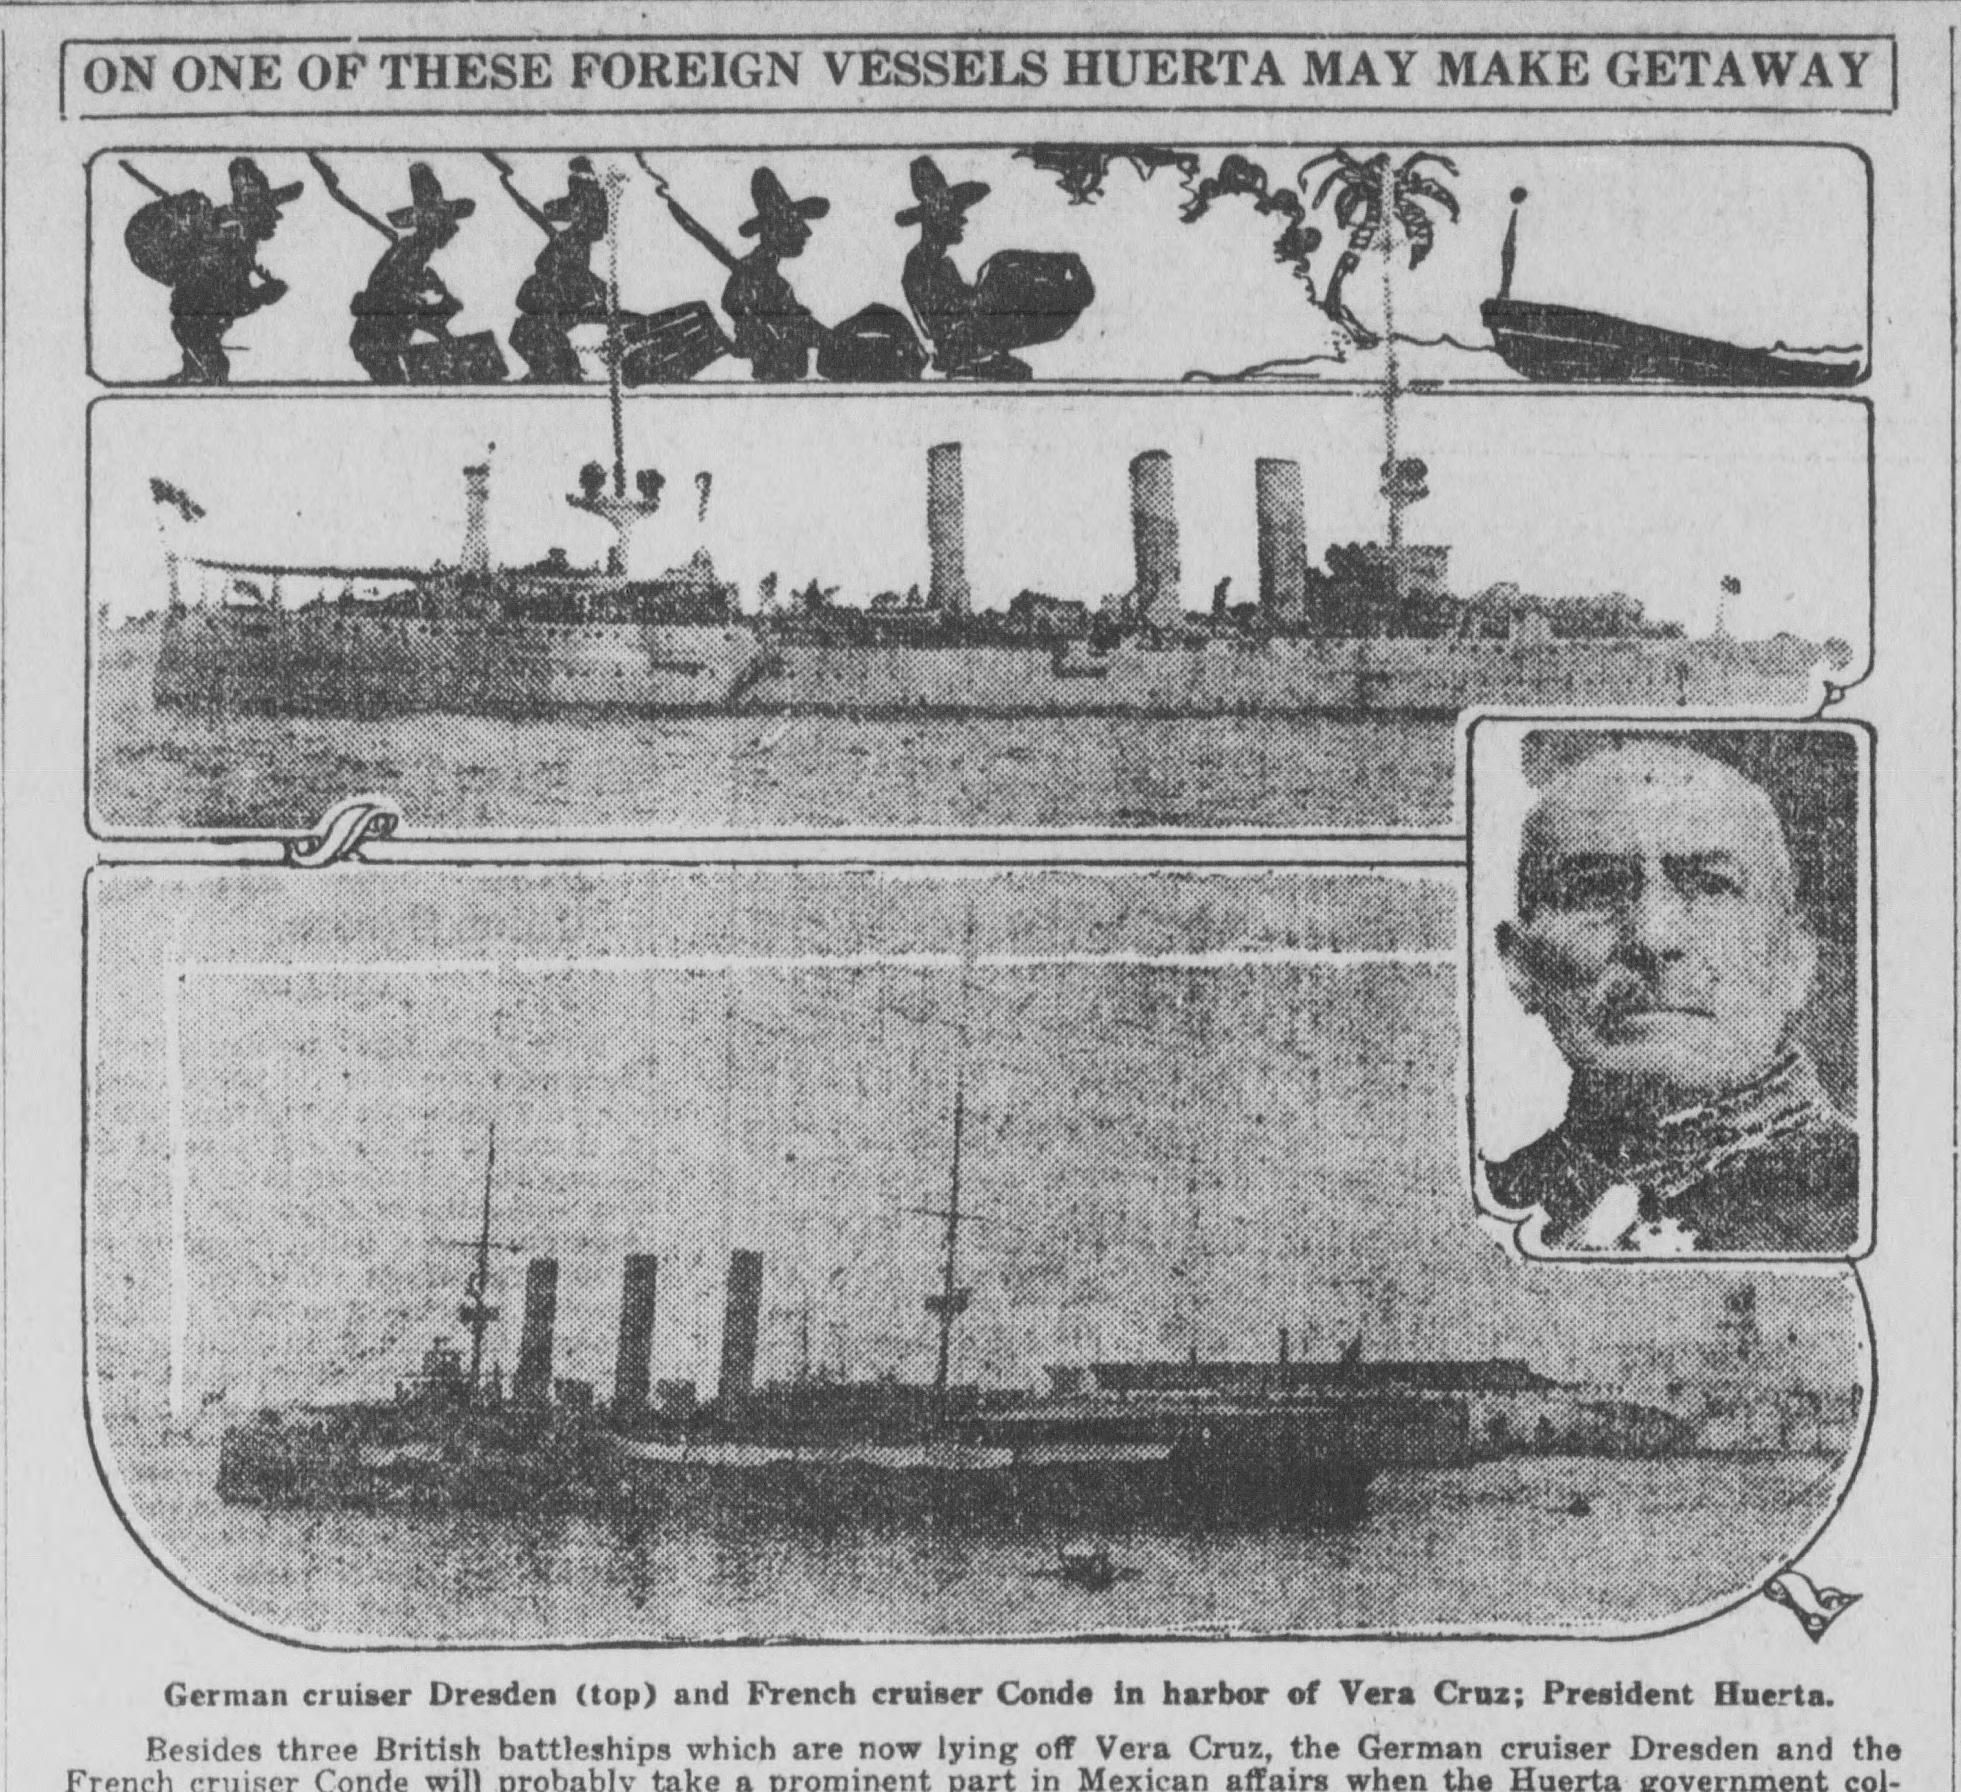 ON ONE OF THESE FOREIGN VESSELS HUERTA MAY MAKE GETAWAY
German cruiser Dresden (top) and French cruiser Conde in harbor of Vera Cruz; President Huerta.
Besides three British battleships which are now lying off Vera Cruz, the German cruiser Dresden and the
French cruiser Conde will probably take a prominent part in Mexican affairs when the Huerta government col-